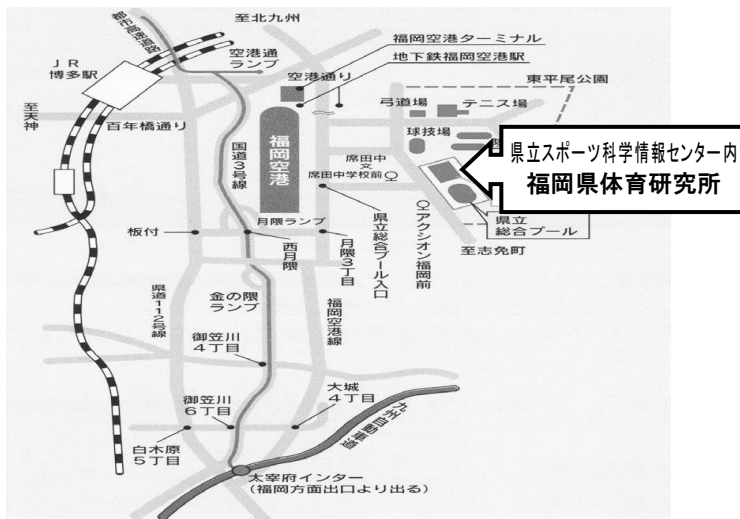 都市高速道路
至北九州
福岡空港ターミナル
地下鉄福岡空港駅
空港通
ランプ
空港通り
東平尾公園
ＪＲ
博多駅
弓道場
テニス場
至天神
百年橋通り
球技場
国道3号線
福岡空港
席田中
文
席田中学校前
県立スポーツ科学情報センター内
福岡県体育研究所
県立
総合プール
アクシオン福岡前
至志免町
月隈ランプ
板付
西月隈
月隈3丁目
県立総合プール入口
県道112号線
金の隈
ランプ
福岡空港線
御笠川
4丁目
御笠川
6丁目
大城
4丁目
九州自動車道
白木原
5丁目
太宰府インター
（福岡方面出口より出る）